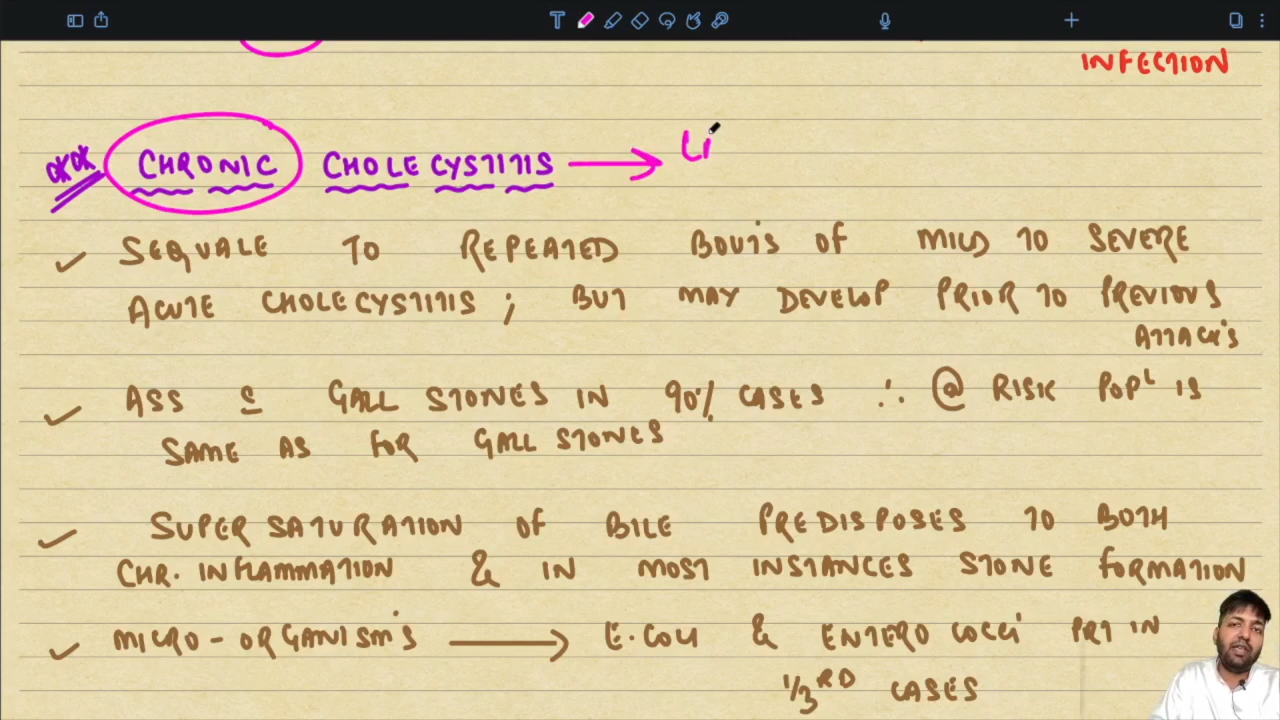 INFECTION
CHRONIC CHOLECYSTITIS → Li
SEQUALE TO REPEATED BOUTS OF MILD TO SEVERE
ACUTE CHOLECYSTITIS ; BUT MAY DEVELOP PRIOR TO PREVIOUS
ATTACKS
ASS c̄ GALL STONES IN 90% CASES ∴ @ RISK POPᴸ IS
SAME AS FOR GALL STONES
SUPER SATURATION OF BILE PREDISPOSES TO BOTH
CHR. INFLAMMATION & IN MOST INSTANCES STONE FORMATION
MICRO-ORGANISMS → E.COLI & ENTEROCOCCI PRT IN
1/3RD CASES